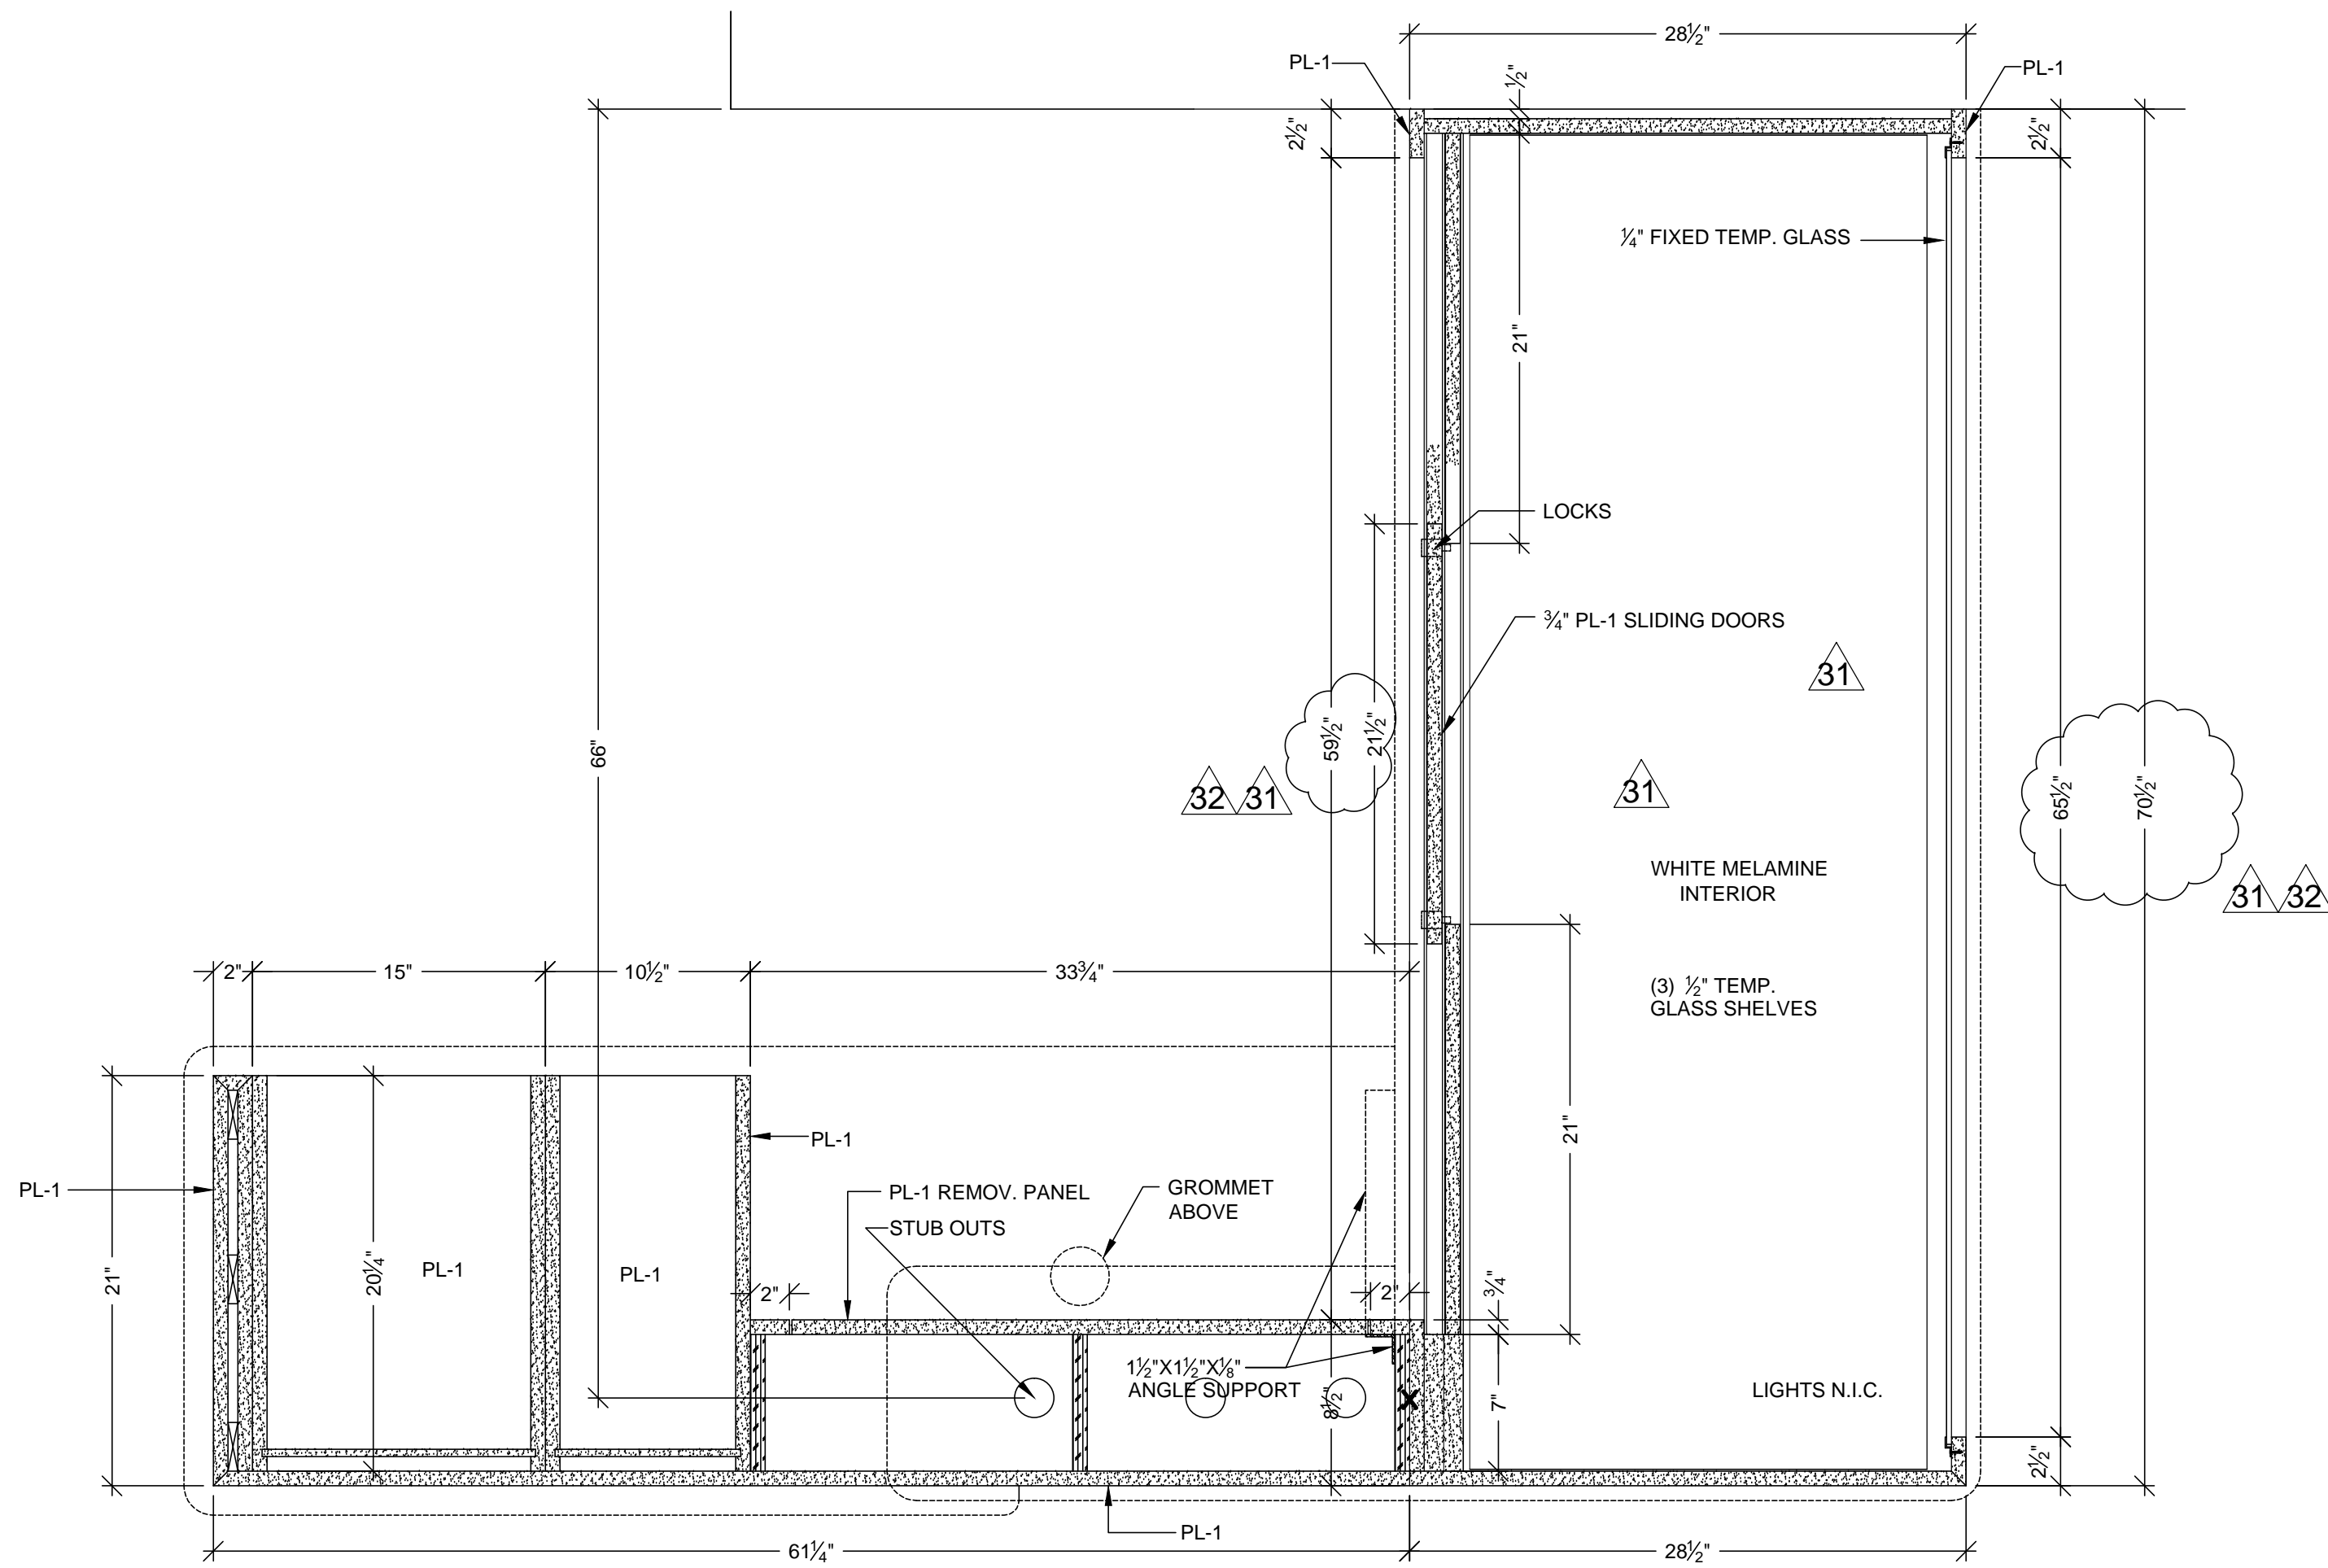 28½"
PL-1
PL-1
½"
2½"
2½"
¼" FIXED TEMP. GLASS
21"
LOCKS
¾" PL-1 SLIDING DOORS
31
66"
59½"
21½"
32
31
31
65½"
70½"
WHITE MELAMINE
INTERIOR
31
32
2"
15"
10½"
33¾"
(3) ½" TEMP.
GLASS SHELVES
21"
PL-1
PL-1
PL-1 REMOV. PANEL
STUB OUTS
GROMMET
ABOVE
21"
20¼"
PL-1
PL-1
2"
2"
¾"
1½"X1½"X⅛"
ANGLE SUPPORT
8½"
X
7"
LIGHTS N.I.C.
2½"
PL-1
61¼"
28½"